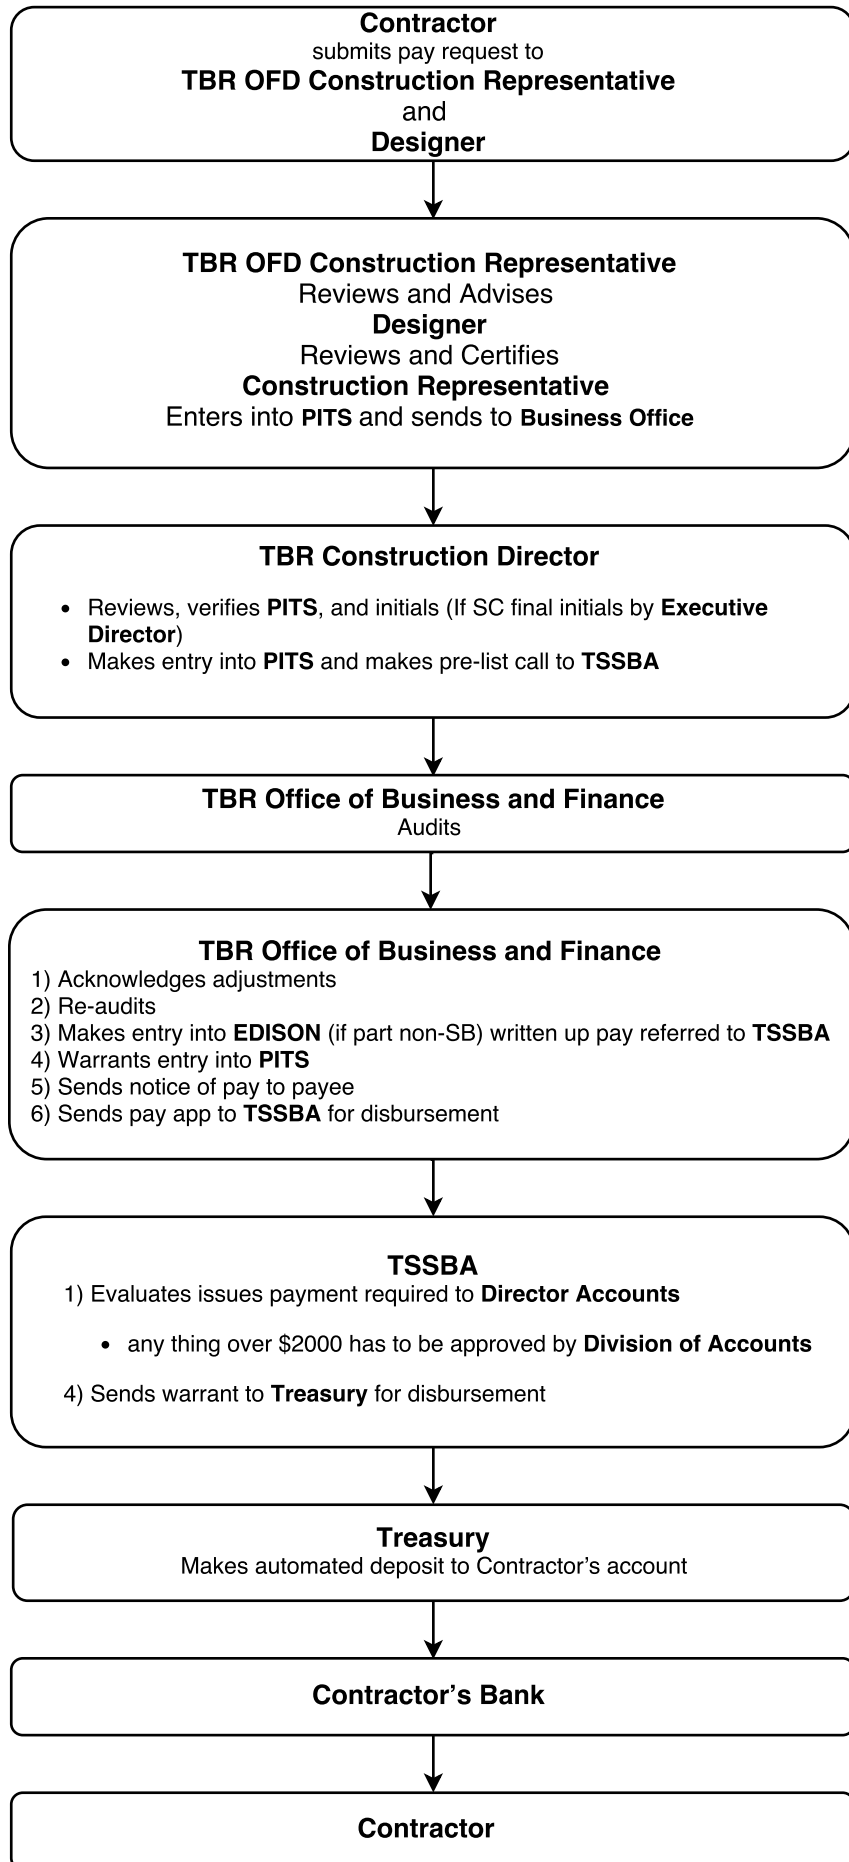 Contractor
submits pay request to
TBR OFD Construction Representative
and
Designer
TBR OFD Construction Representative
Reviews and Advises
Designer
Reviews and Certifies
Construction Representative
Enters into PITS and sends to Business Office
TBR Construction Director
• Reviews, verifies PITS, and initials (If SC final initials by Executive
Director)
• Makes entry into PITS and makes pre-list call to TSSBA
TBR Office of Business and Finance
Audits
TBR Office of Business and Finance
1) Acknowledges adjustments
2) Re-audits
3) Makes entry into EDISON (if part non-SB) written up pay referred to TSSBA
4) Warrants entry into PITS
5) Sends notice of pay to payee
6) Sends pay app to TSSBA for disbursement
TSSBA
1) Evaluates issues payment required to Director Accounts
• any thing over $2000 has to be approved by Division of Accounts
4) Sends warrant to Treasury for disbursement
Treasury
Makes automated deposit to Contractor’s account
Contractor’s Bank
Contractor